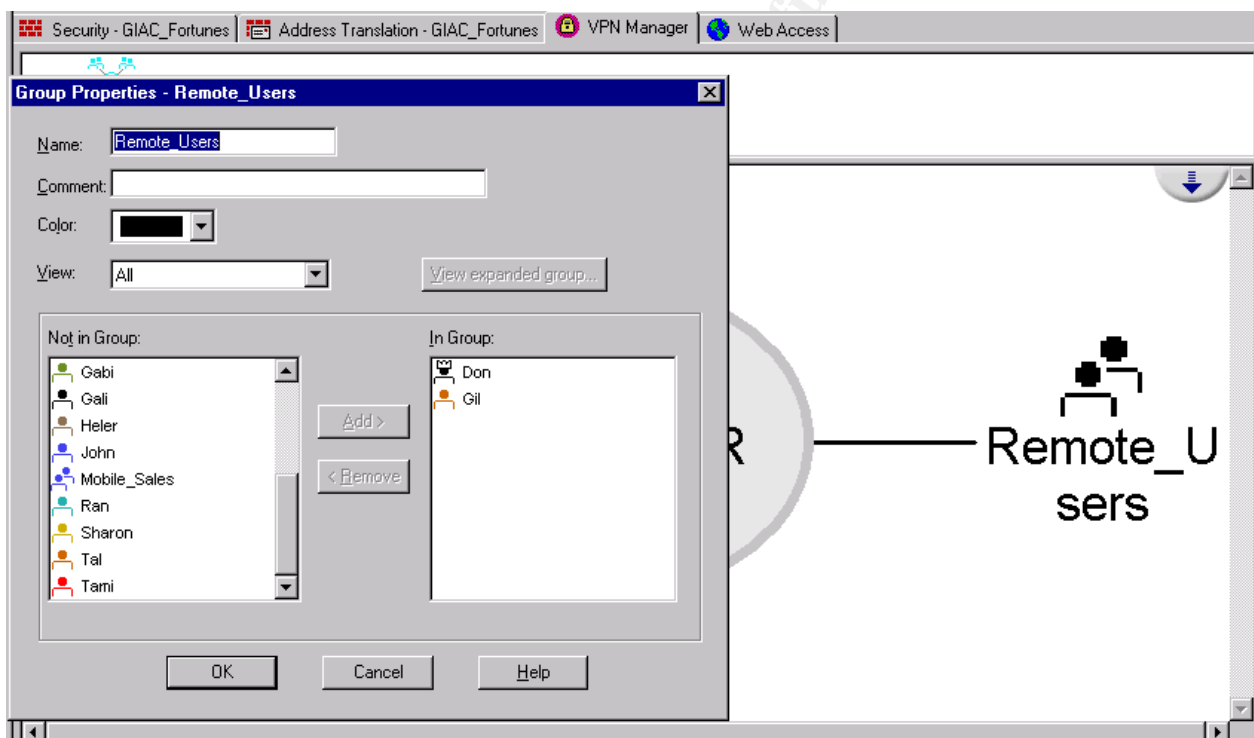 Security - GIAC_Fortunes
Address Translation - GIAC_Fortunes
VPN Manager
Web Access
Group Properties - Remote_Users
Name:
Remote_Users
Comment:
Color:
View:
All
View expanded group...
Not in Group:
Gabi
Gali
Heler
John
Mobile_Sales
Ran
Sharon
Tal
Tami
Add >
< Remove
In Group:
Don
Gil
OK
Cancel
Help
R
Remote_U
sers